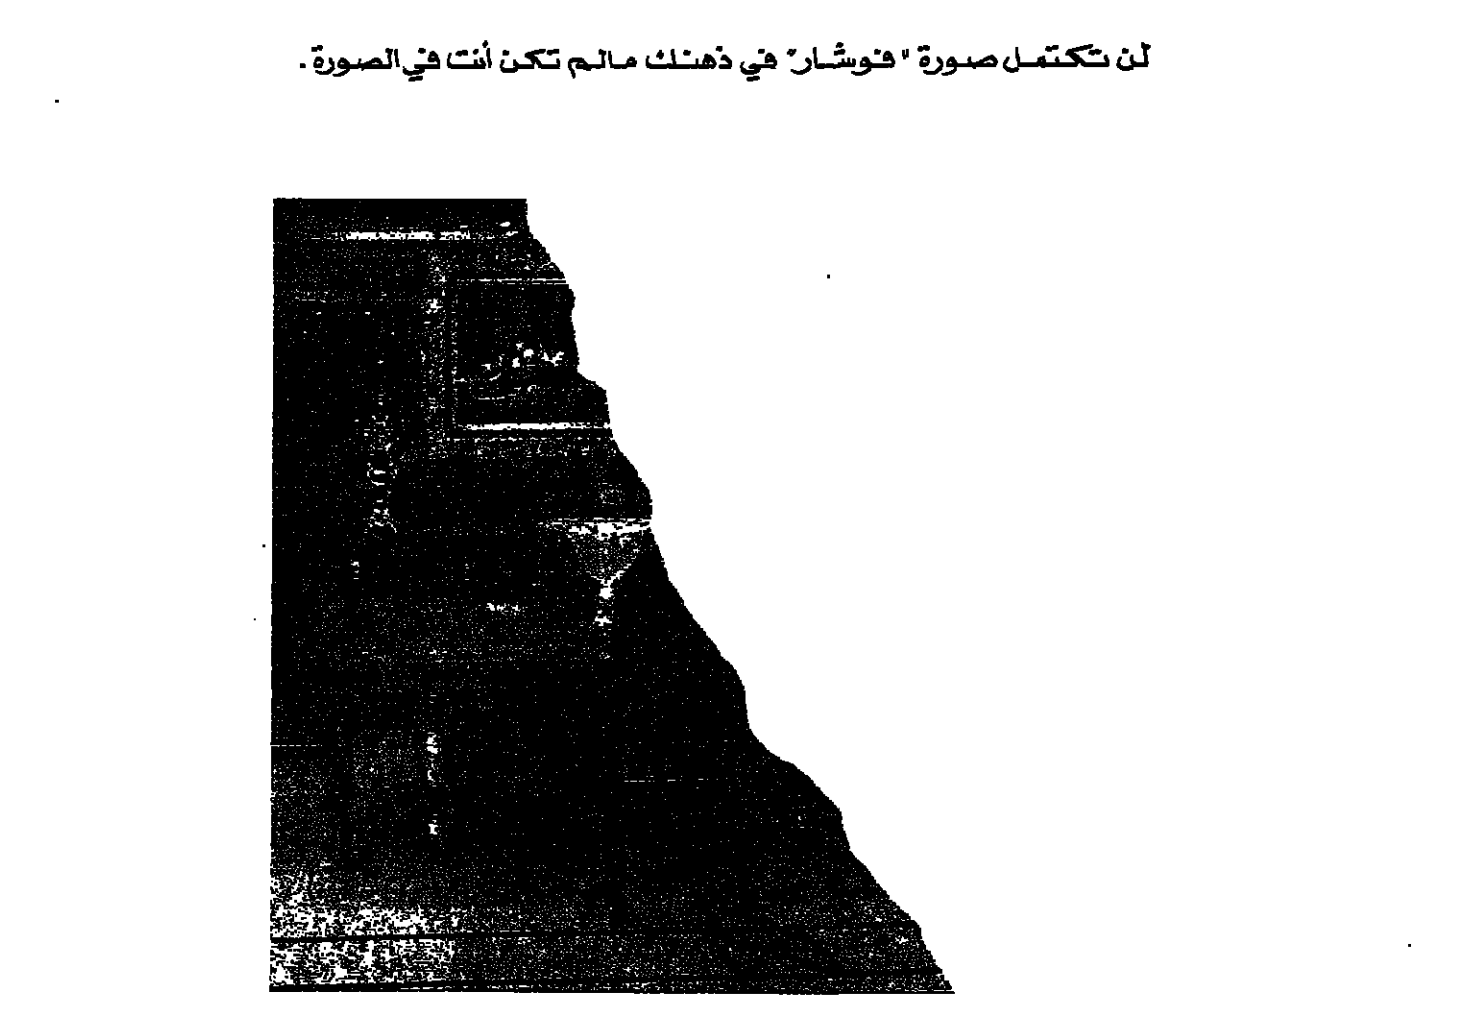 لن تكتمل صورة "فوشار" في ذهنك مالم تكن أنت في الصورة.